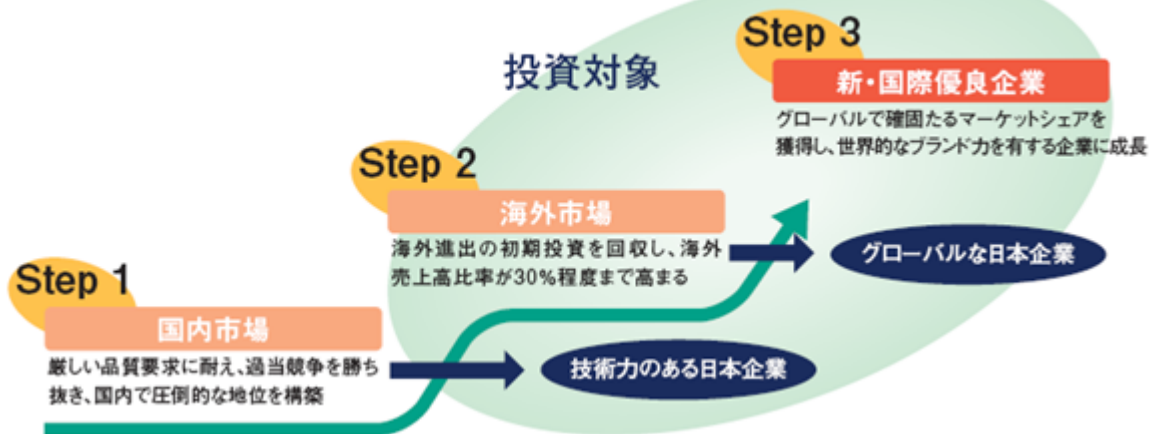 投資対象
Step 1
国内市場
厳しい品質要求に耐え、過当競争を勝ち
抜き、国内で圧倒的な地位を構築
技術力のある日本企業
Step 2
海外市場
海外進出の初期投資を回収し、海外
売上高比率が30%程度まで高まる
グローバルな日本企業
Step 3
新・国際優良企業
グローバルで確固たるマーケットシェアを
獲得し、世界的なブランド力を有する企業に成長